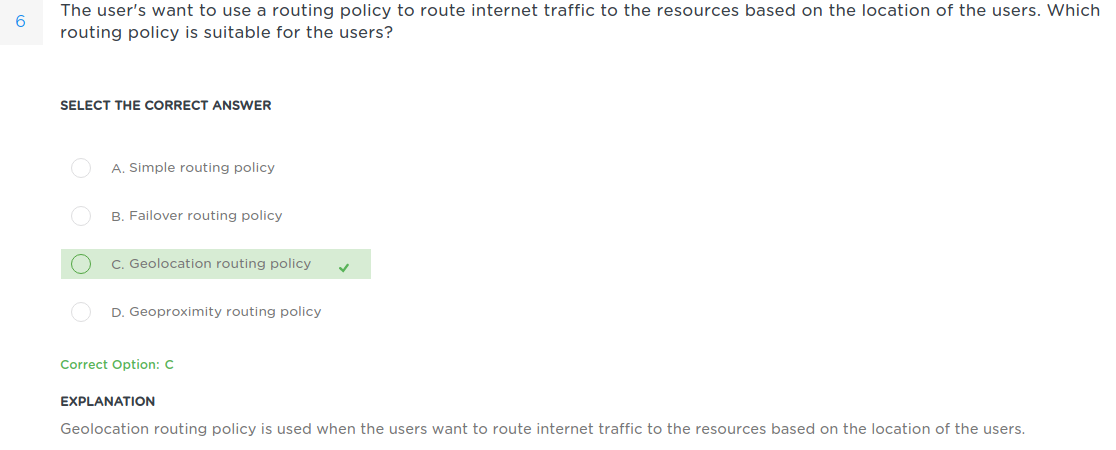 6
The user's want to use a routing policy to route internet traffic to the resources based on the location of the users. Which
routing policy is suitable for the users?
SELECT THE CORRECT ANSWER
A. Simple routing policy
B. Failover routing policy
C. Geolocation routing policy
D. Geoproximity routing policy
Correct Option: C
EXPLANATION
Geolocation routing policy is used when the users want to route internet traffic to the resources based on the location of the users.